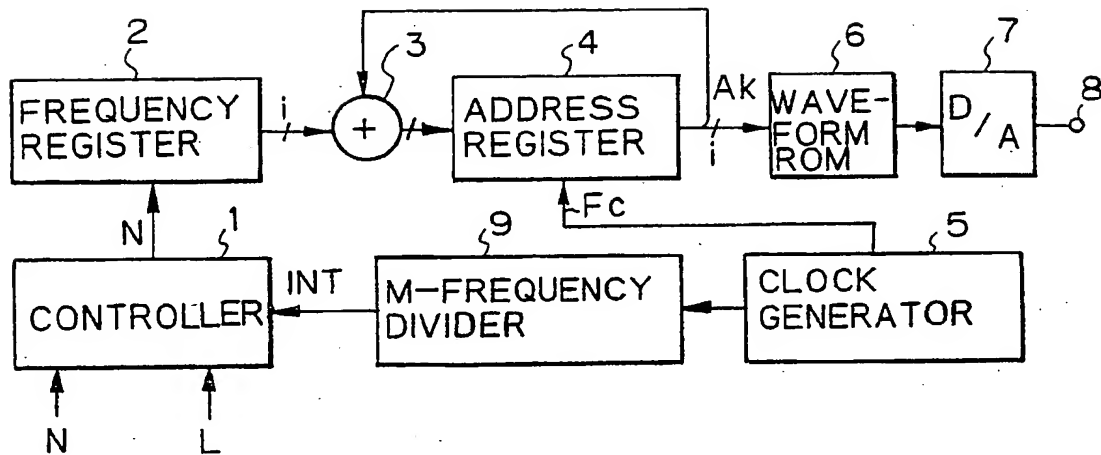 2
3
4
6
7
FREQUENCY
REGISTER
i
+
ADDRESS
REGISTER
Ak
i
WAVE-
FORM
ROM
D/A
8
N
Fc
1
9
5
CONTROLLER
INT
M-FREQUENCY
DIVIDER
CLOCK
GENERATOR
N
L